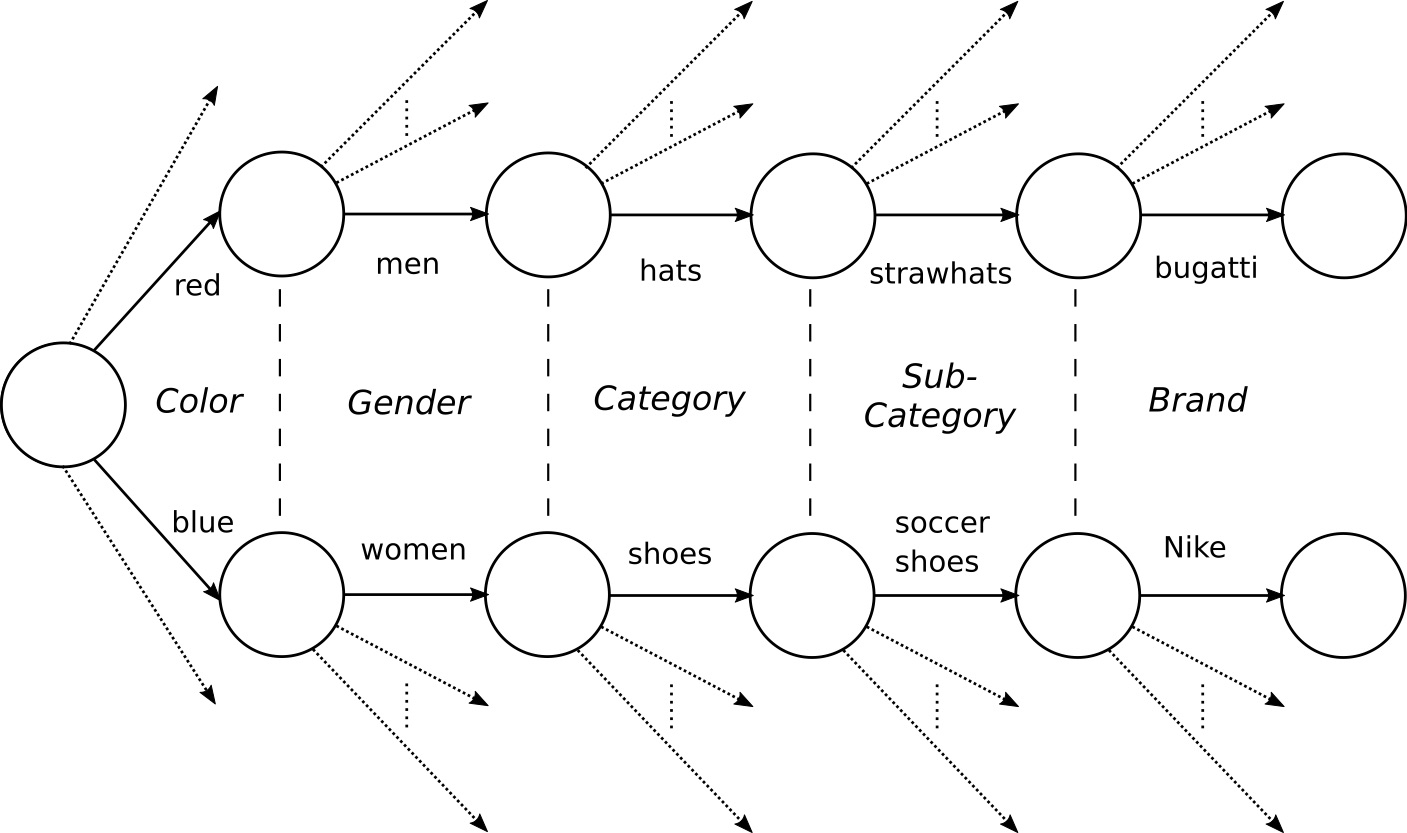 men
hats
strawhats
bugatti
red
Color
Gender
Category
Sub-
Category
Brand
blue
women
shoes
soccer
shoes
Nike